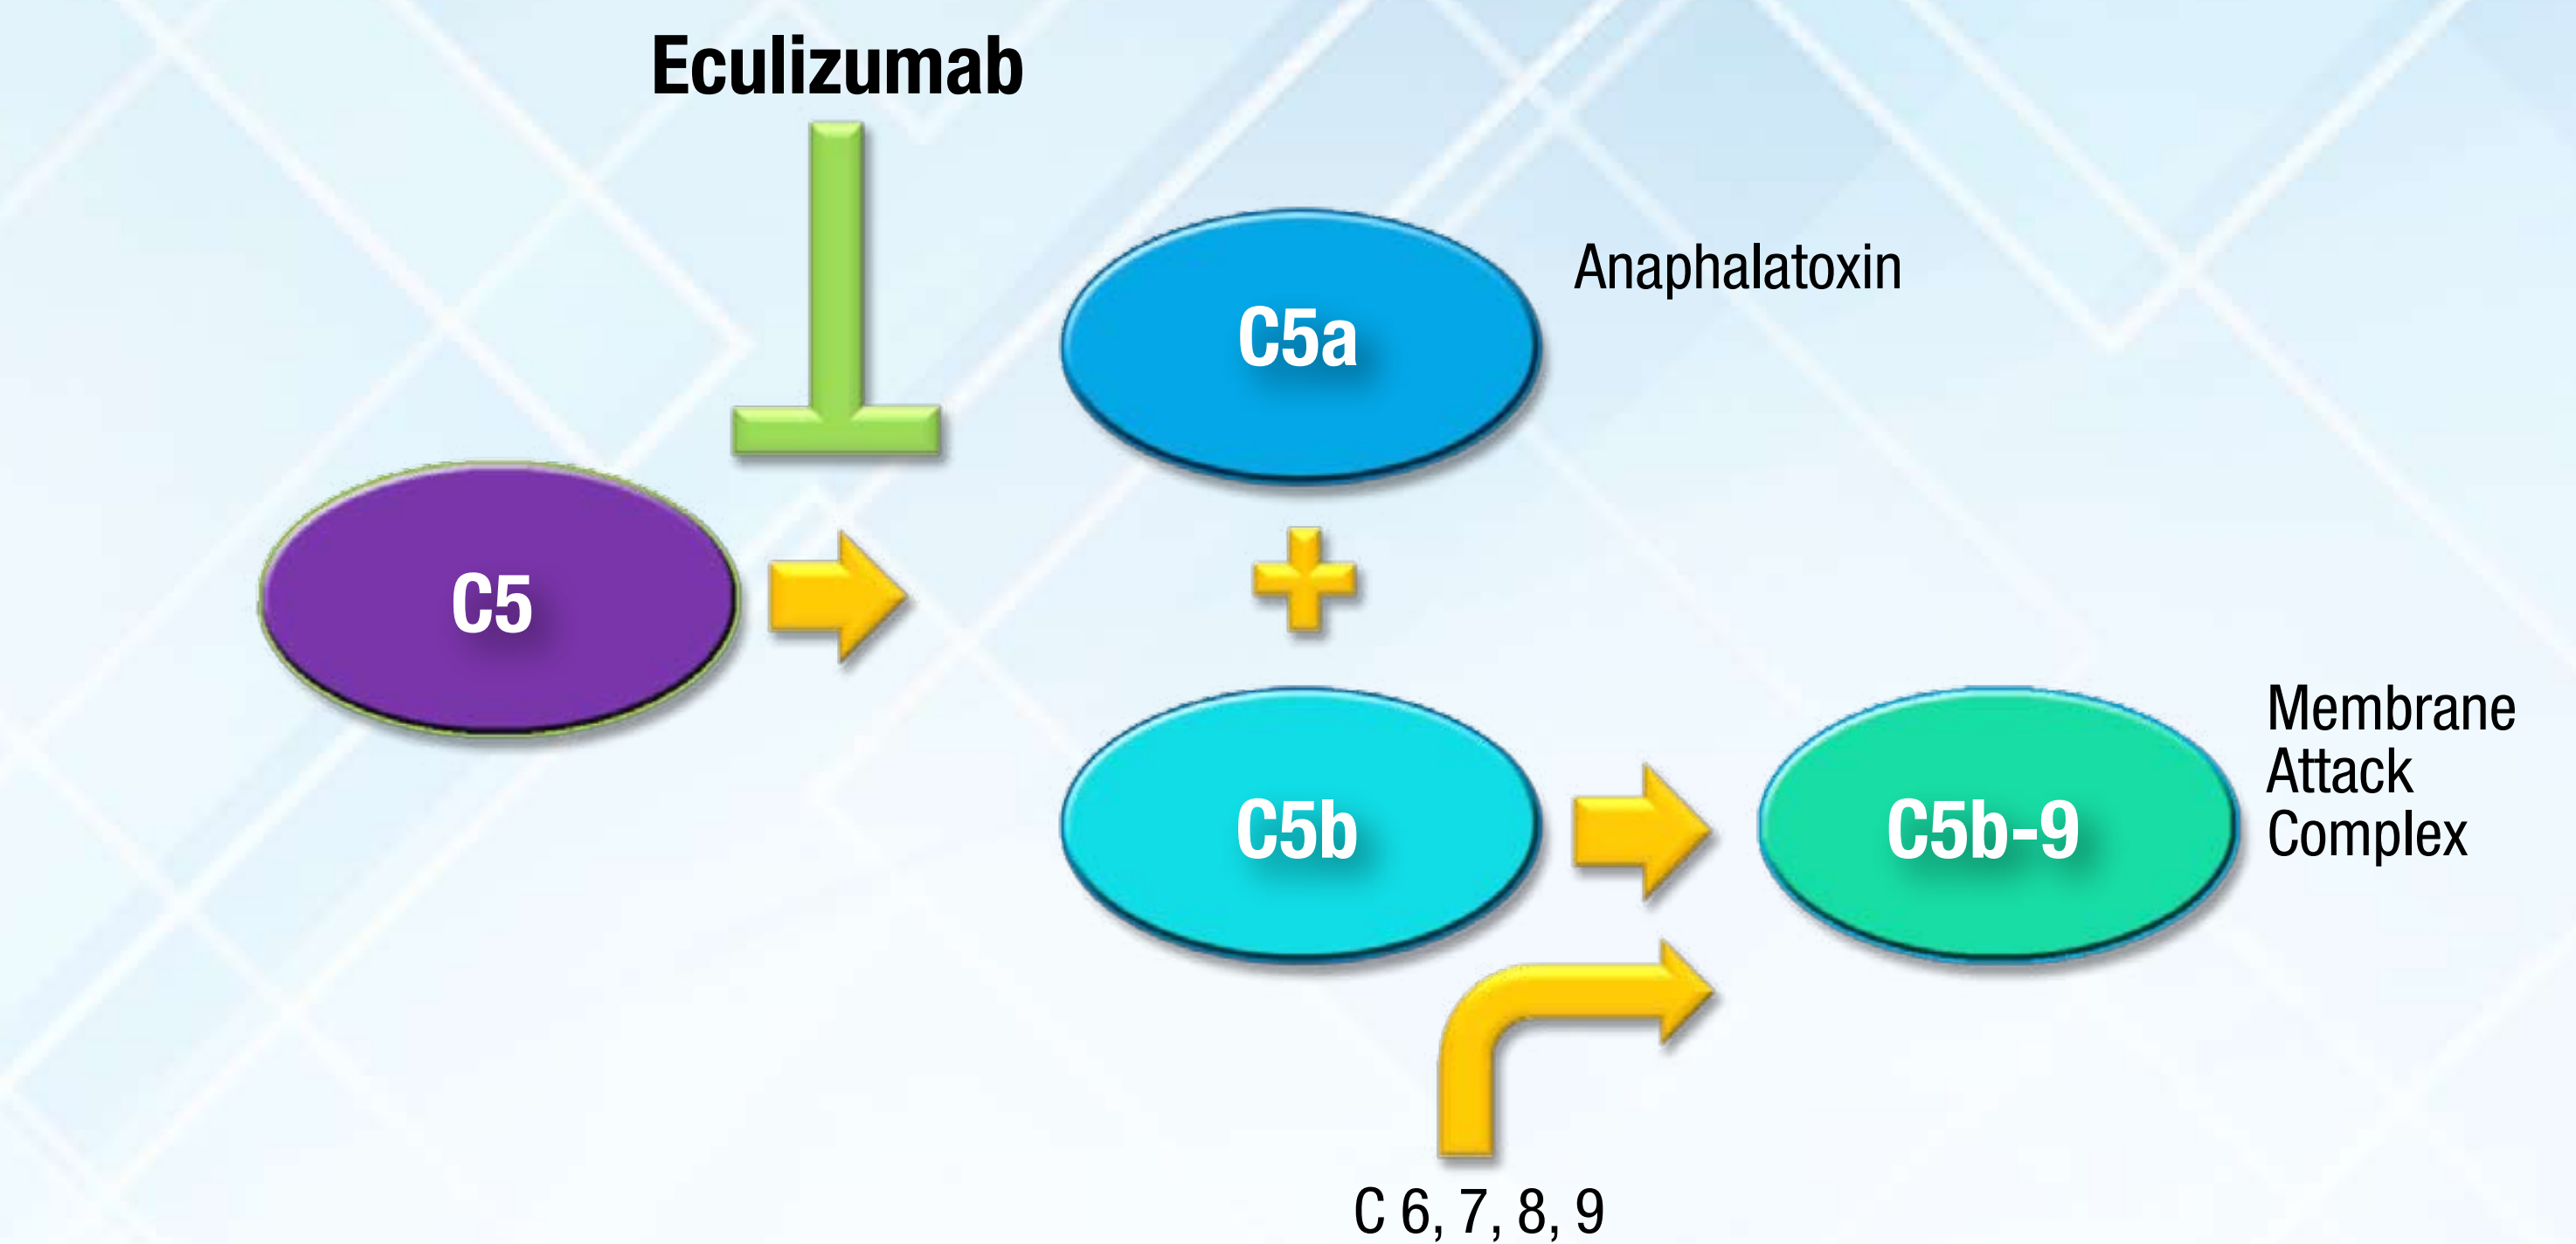 Eculizumab
C5a
Anaphalatoxin
C5
C5b
C5b-9
Membrane
Attack
Complex
C 6, 7, 8, 9